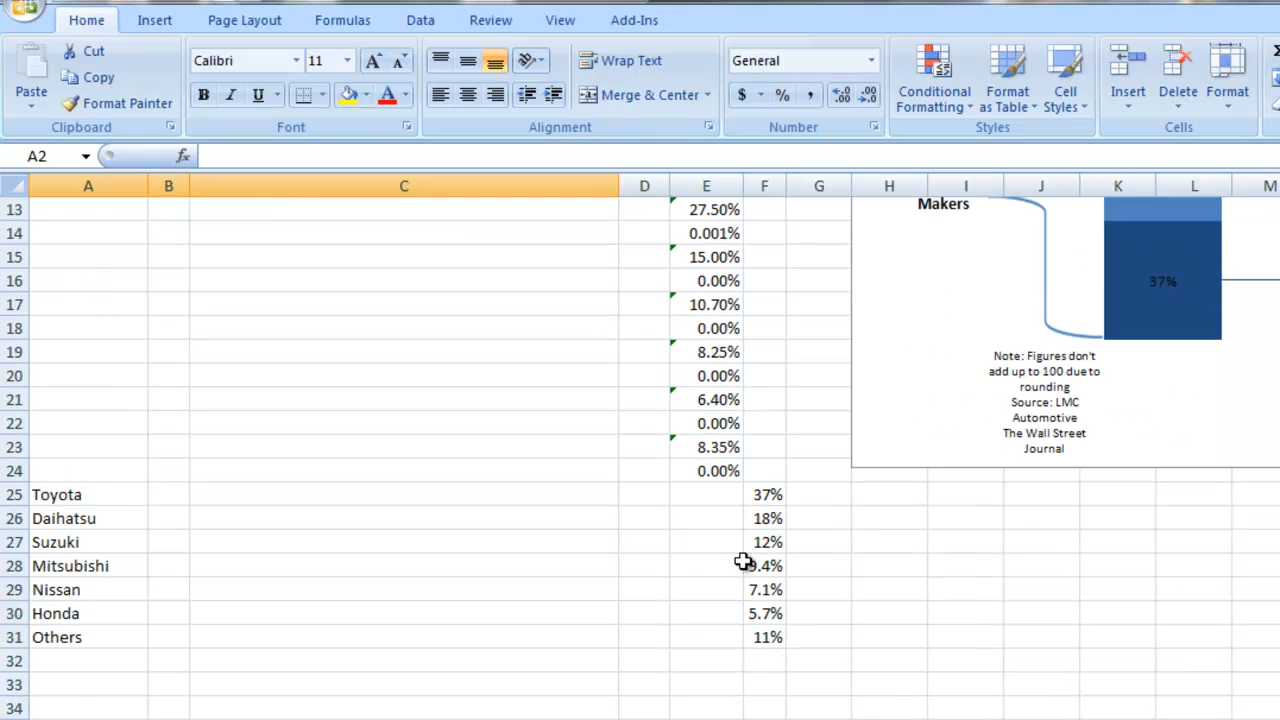 Home Insert Page Layout Formulas Data Review View Add-Ins
Cut
Copy
Format Painter
Paste
Clipboard
Calibri 11
B I U
Font
Wrap Text
Merge & Center
Alignment
General
$ % ,
Number
Conditional Formatting
Format as Table
Cell Styles
Styles
Insert Delete Format
Cells
A2 fx
A B C D E F G H I J K L M
13 27.50%
14 0.001%
15 15.00%
16 0.00%
17 10.70%
18 0.00%
19 8.25%
20 0.00%
21 6.40%
22 0.00%
23 8.35%
24 0.00%
25 Toyota 37%
26 Daihatsu 18%
27 Suzuki 12%
28 Mitsubishi 9.4%
29 Nissan 7.1%
30 Honda 5.7%
31 Others 11%
32
33
34
Makers
37%
Note: Figures don't
add up to 100 due to
rounding
Source: LMC
Automotive
The Wall Street
Journal